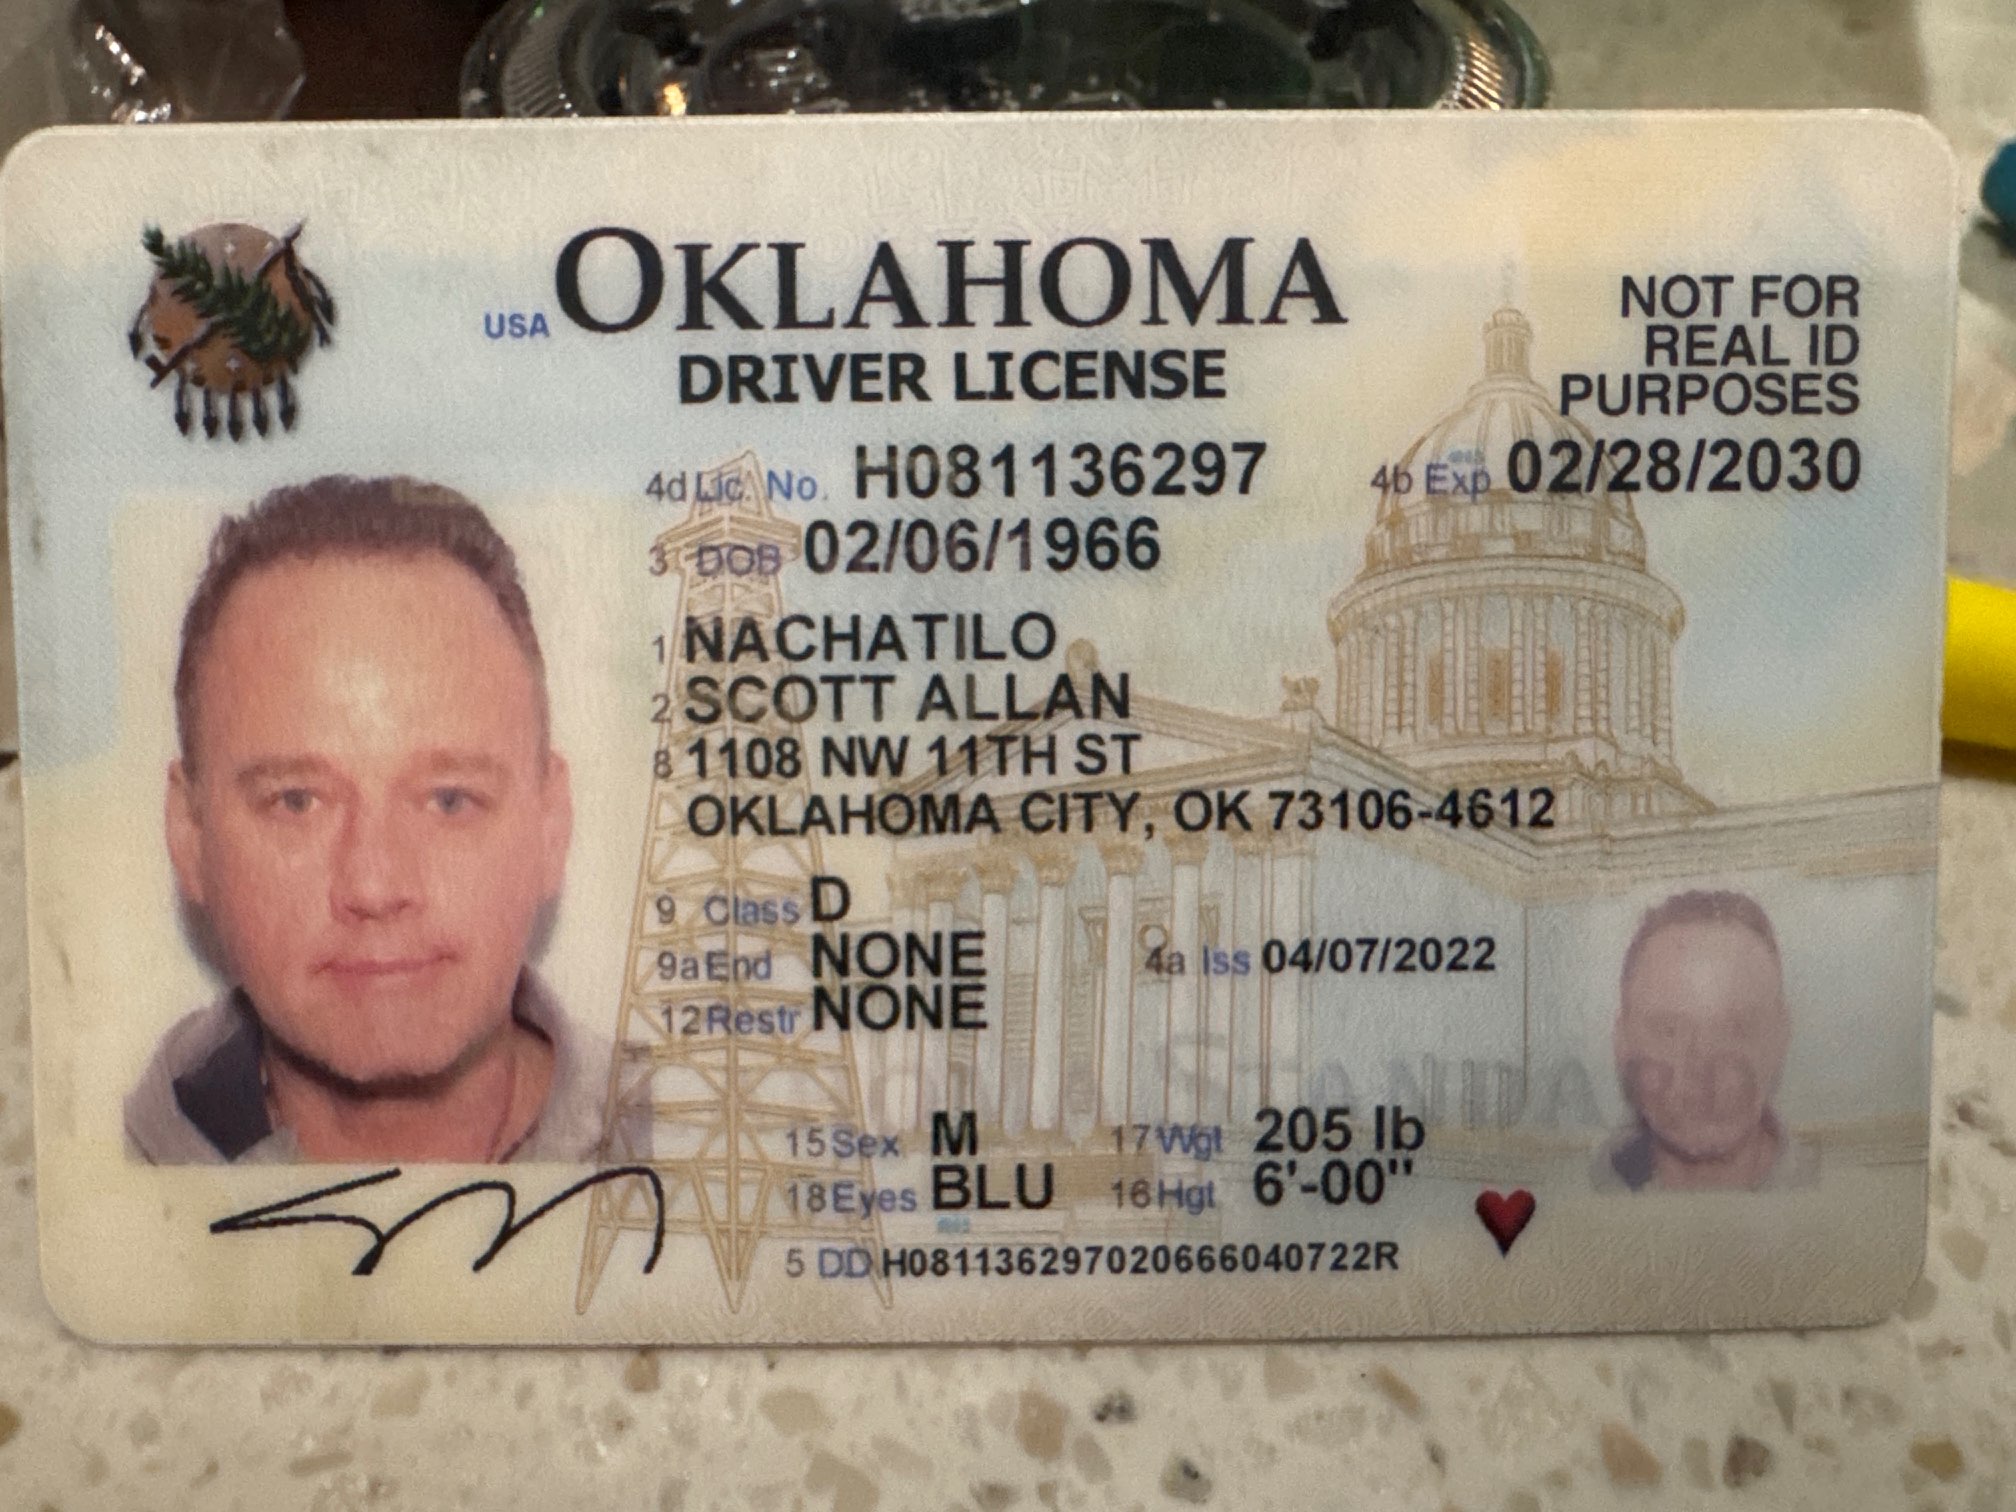 USA OKLAHOMA
DRIVER LICENSE
NOT FOR
REAL ID
PURPOSES
4d Lic. No. H081136297
4b Exp 02/28/2030
3 DOB 02/06/1966
1 NACHATILO
2 SCOTT ALLAN
8 1108 NW 11TH ST
OKLAHOMA CITY, OK 73106-4612
9 Class D
9a End NONE
4a Iss 04/07/2022
12 Restr NONE
15 Sex M 17 Wgt 205 lb
18 Eyes BLU 16 Hgt 6'-00"
5 DD H081136297020666040722R